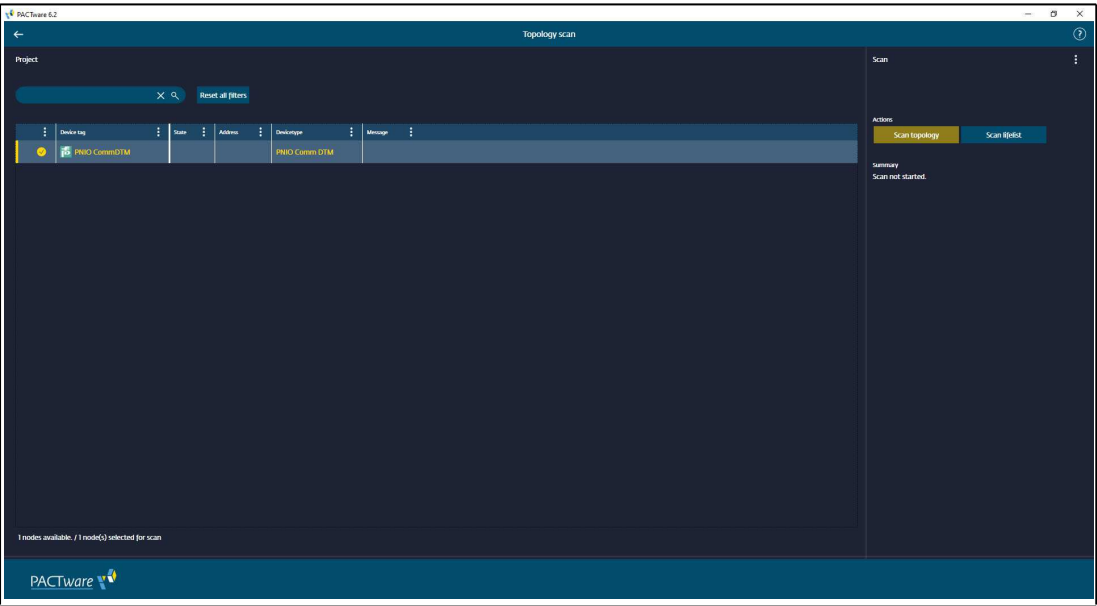 PACTware 6.2
Topology scan
Project
Scan
Reset all filters
Actions
Scan topology Scan lifelist
Summary
Scan not started.
Device tag State Address Devicetype Message
PNIO CommDTM PNIO Comm DTM
1 nodes available. / 1 node(s) selected for scan
PACTware